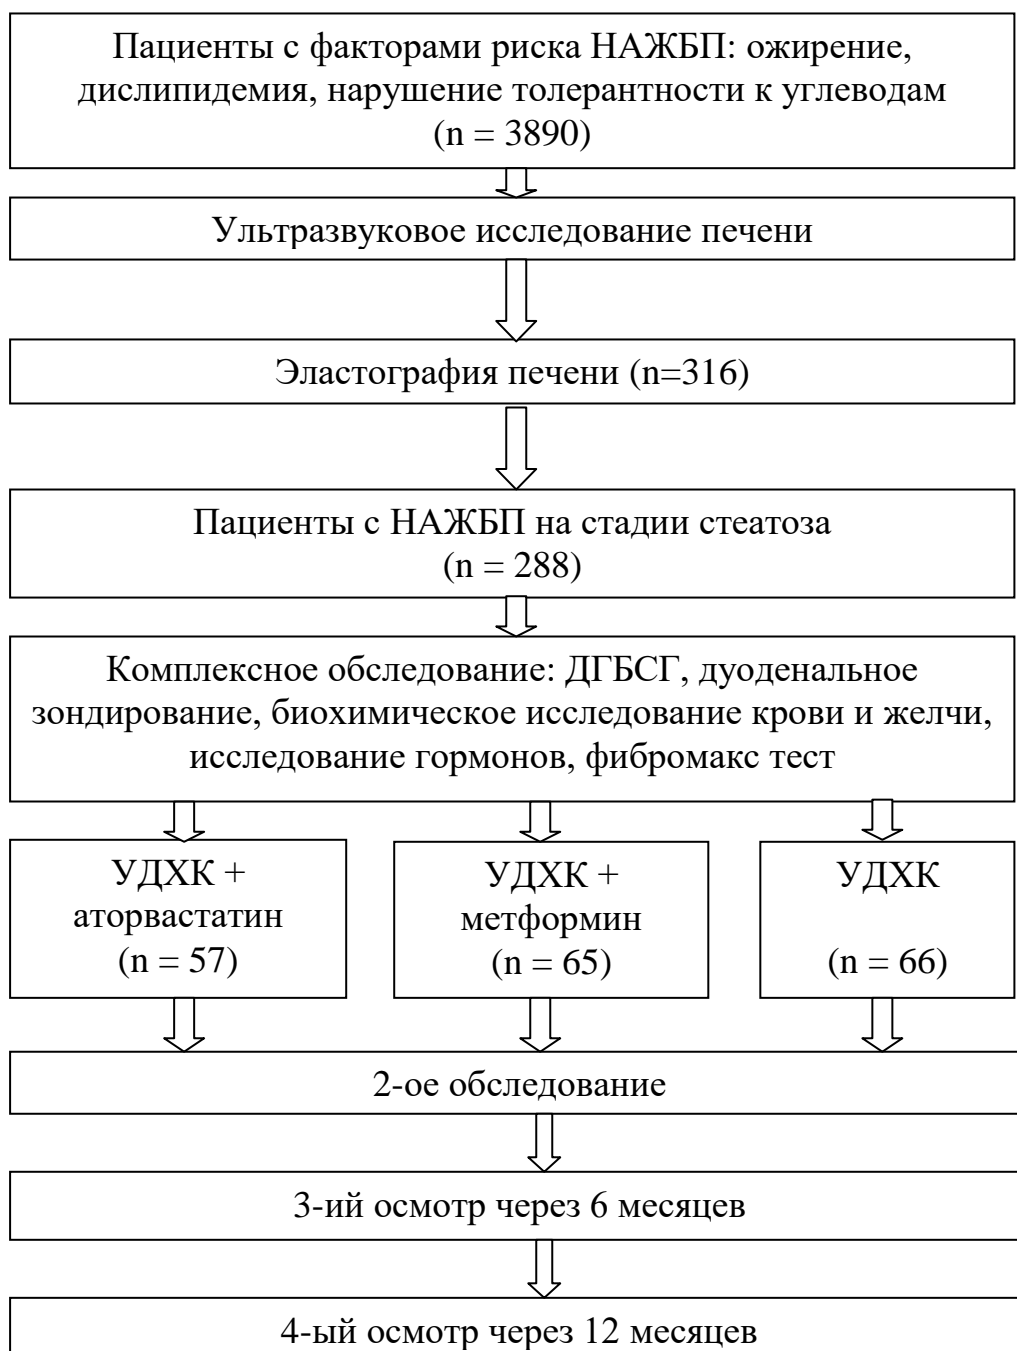 Пациенты с факторами риска НАЖБП: ожирение,
дислипидемия, нарушение толерантности к углеводам
(n = 3890)
Ультразвуковое исследование печени
Эластография печени (n=316)
Пациенты с НАЖБП на стадии стеатоза
(n = 288)
Комплексное обследование: ДГБСГ, дуоденальное
зондирование, биохимическое исследование крови и желчи,
исследование гормонов, фибромакс тест
УДХК +
аторвастатин
(n = 57)
УДХК +
метформин
(n = 65)
УДХК
(n = 66)
2-ое обследование
3-ий осмотр через 6 месяцев
4-ый осмотр через 12 месяцев